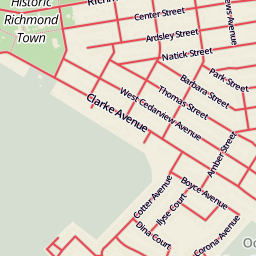 Historic
Richmond
Town
Center Street
Ardsley Street
Natick Street
Park Street
Barbara Street
Thomas Street
West Cedarview Avenue
Clarke Avenue
Amber Street
Boyce Avenue
Cotter Avenue
Ilyse Court
Dina Court
Corona Avenue